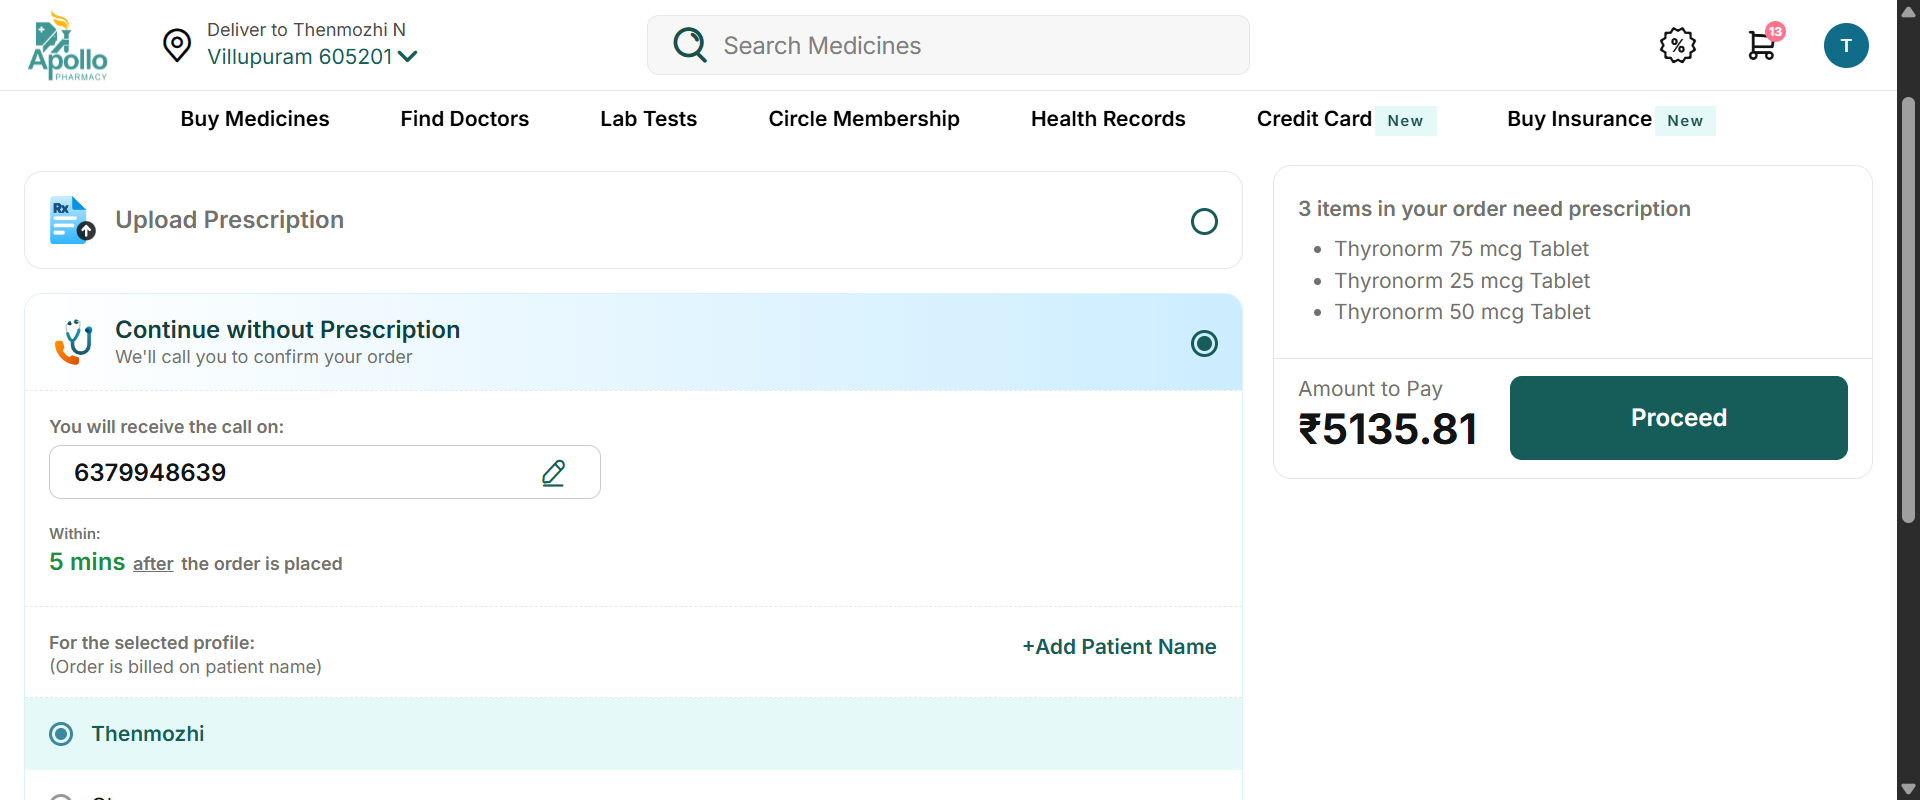 Apollo
PHARMACY
Deliver to Thenmozhi N
Villupuram 605201
Search Medicines
%
13
T
Buy Medicines
Find Doctors
Lab Tests
Circle Membership
Health Records
Credit Card New
Buy Insurance New
Rx
Upload Prescription
Continue without Prescription
We'll call you to confirm your order
You will receive the call on:
6379948639
Within:
5 mins after the order is placed
For the selected profile:
(Order is billed on patient name)
+Add Patient Name
Thenmozhi
3 items in your order need prescription
• Thyronorm 75 mcg Tablet
• Thyronorm 25 mcg Tablet
• Thyronorm 50 mcg Tablet
Amount to Pay
₹5135.81
Proceed